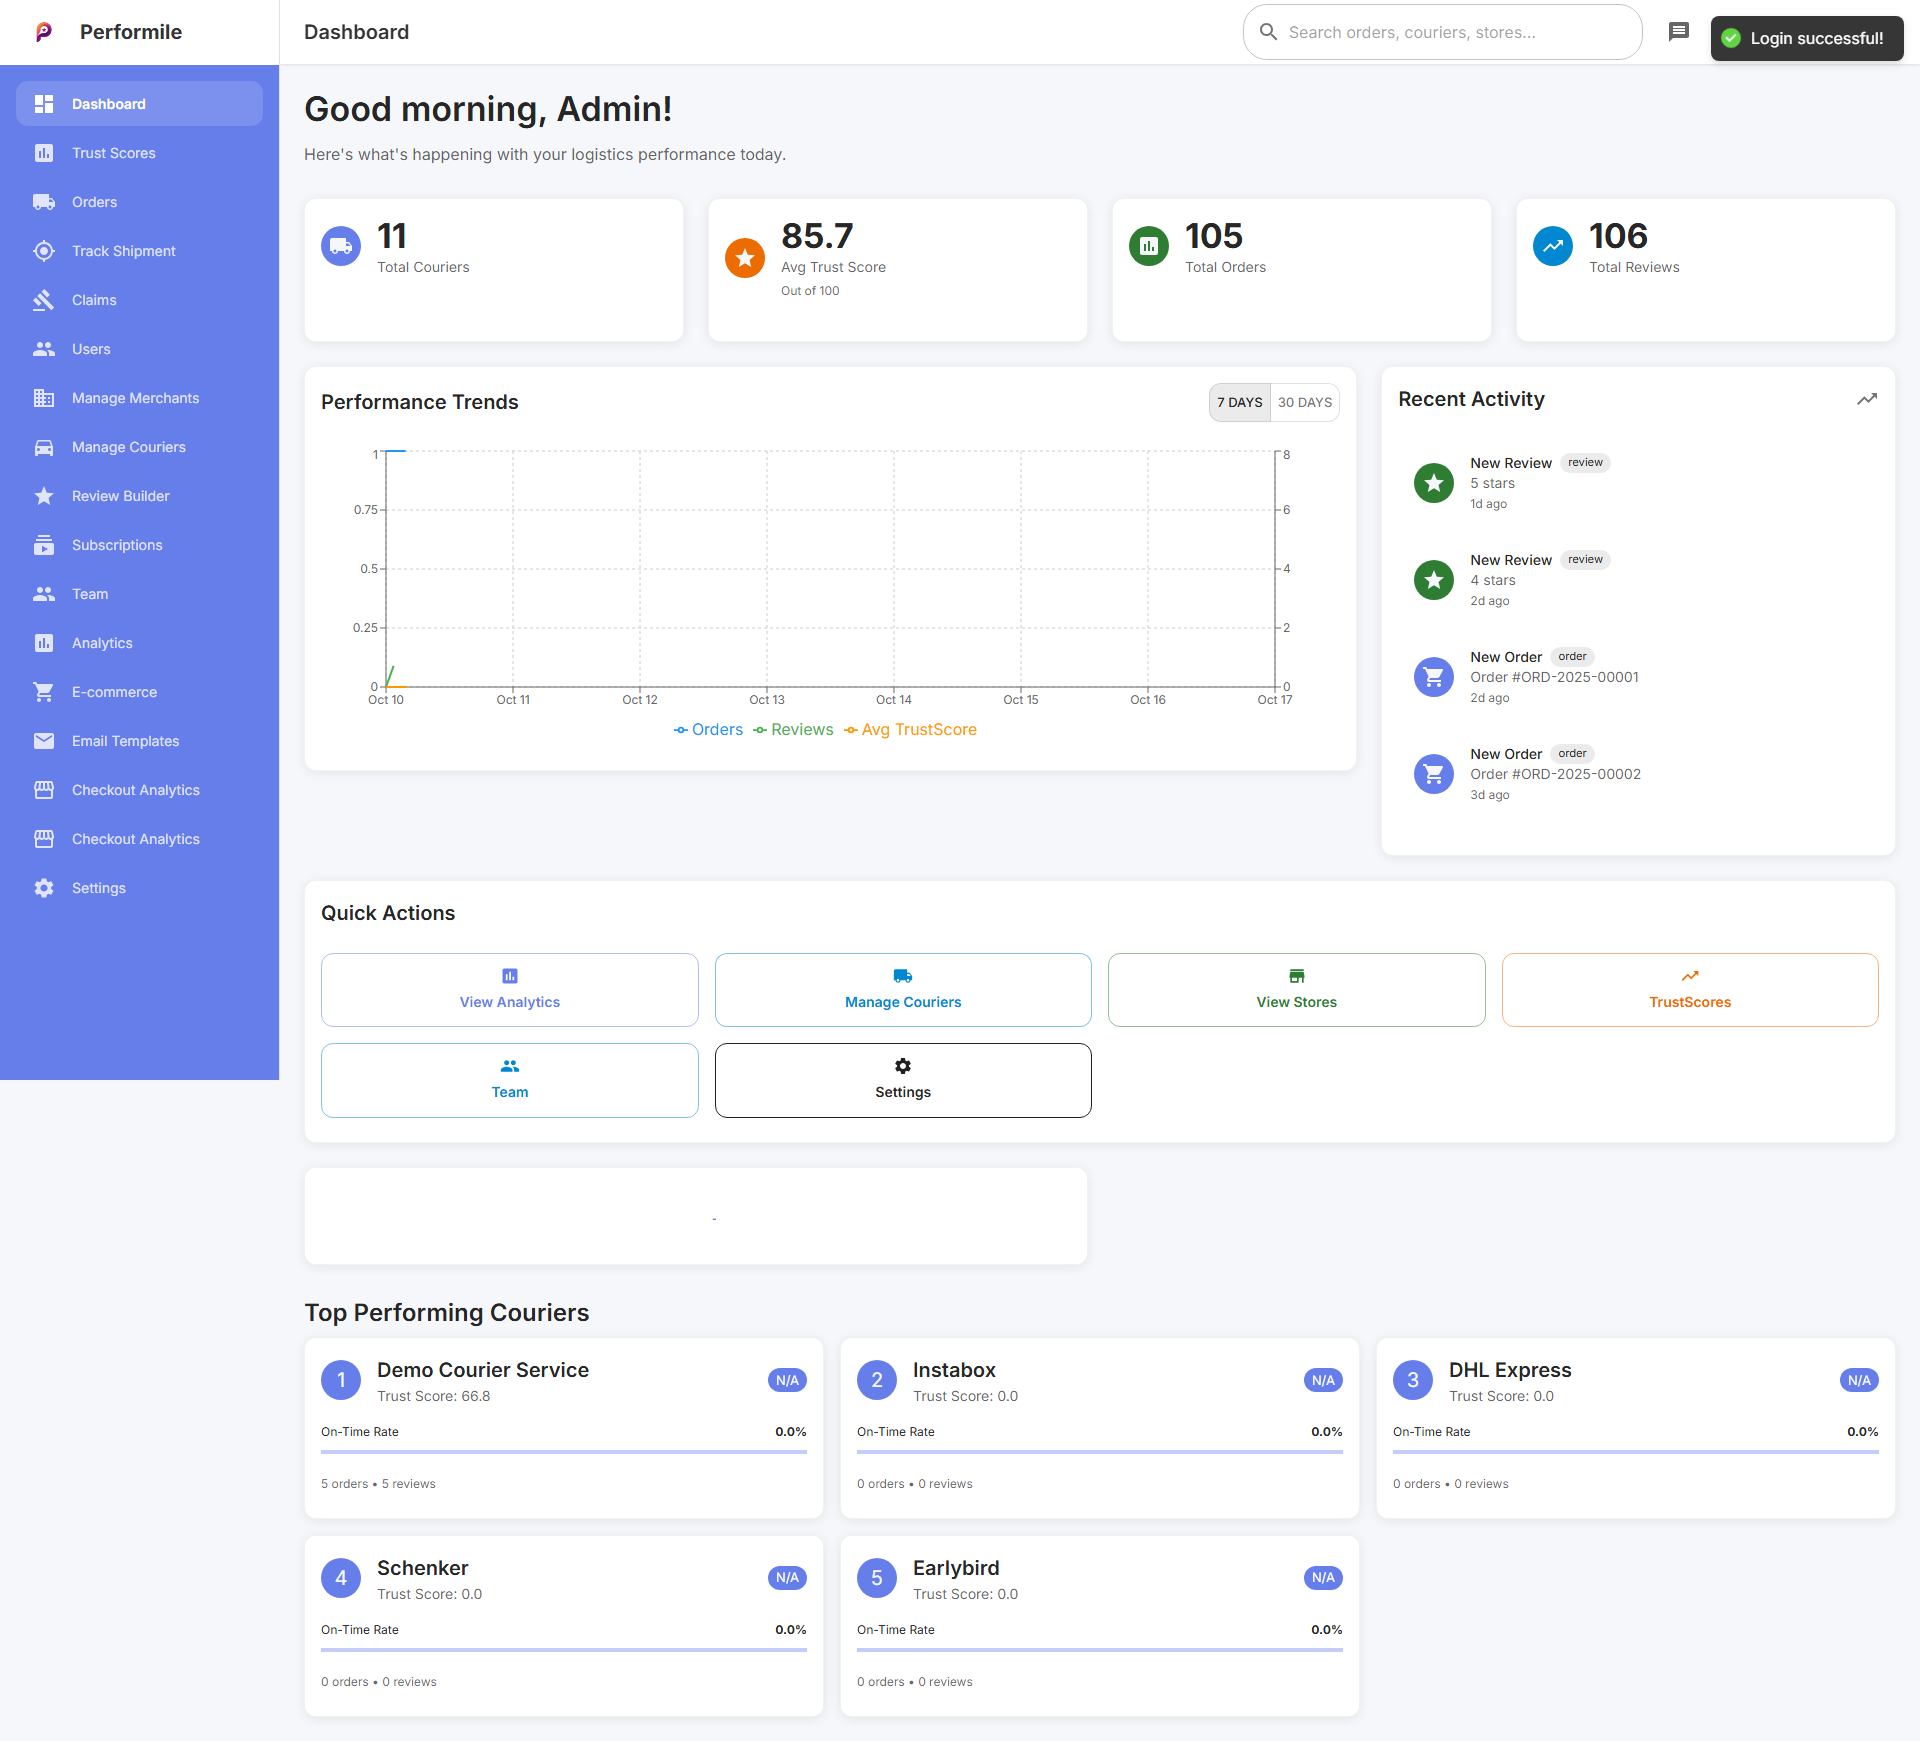 Performile
Dashboard
Search orders, couriers, stores...
Login successful!
Dashboard
Trust Scores
Orders
Track Shipment
Claims
Users
Manage Merchants
Manage Couriers
Review Builder
Subscriptions
Team
Analytics
E-commerce
Email Templates
Checkout Analytics
Checkout Analytics
Settings
Good morning, Admin!
Here's what's happening with your logistics performance today.
11
Total Couriers
85.7
Avg Trust Score
Out of 100
105
Total Orders
106
Total Reviews
Performance Trends
7 DAYS 30 DAYS
1 8
0.75 6
0.5 4
0.25 2
0 0
Oct 10 Oct 11 Oct 12 Oct 13 Oct 14 Oct 15 Oct 16 Oct 17
Orders Reviews Avg TrustScore
Recent Activity
New Review review
5 stars
1d ago
New Review review
4 stars
2d ago
New Order order
Order #ORD-2025-00001
2d ago
New Order order
Order #ORD-2025-00002
3d ago
Quick Actions
View Analytics
Manage Couriers
View Stores
TrustScores
Team
Settings
-
Top Performing Couriers
1 Demo Courier Service N/A
Trust Score: 66.8
On-Time Rate 0.0%
5 orders • 5 reviews
2 Instabox N/A
Trust Score: 0.0
On-Time Rate 0.0%
0 orders • 0 reviews
3 DHL Express N/A
Trust Score: 0.0
On-Time Rate 0.0%
0 orders • 0 reviews
4 Schenker N/A
Trust Score: 0.0
On-Time Rate 0.0%
0 orders • 0 reviews
5 Earlybird N/A
Trust Score: 0.0
On-Time Rate 0.0%
0 orders • 0 reviews